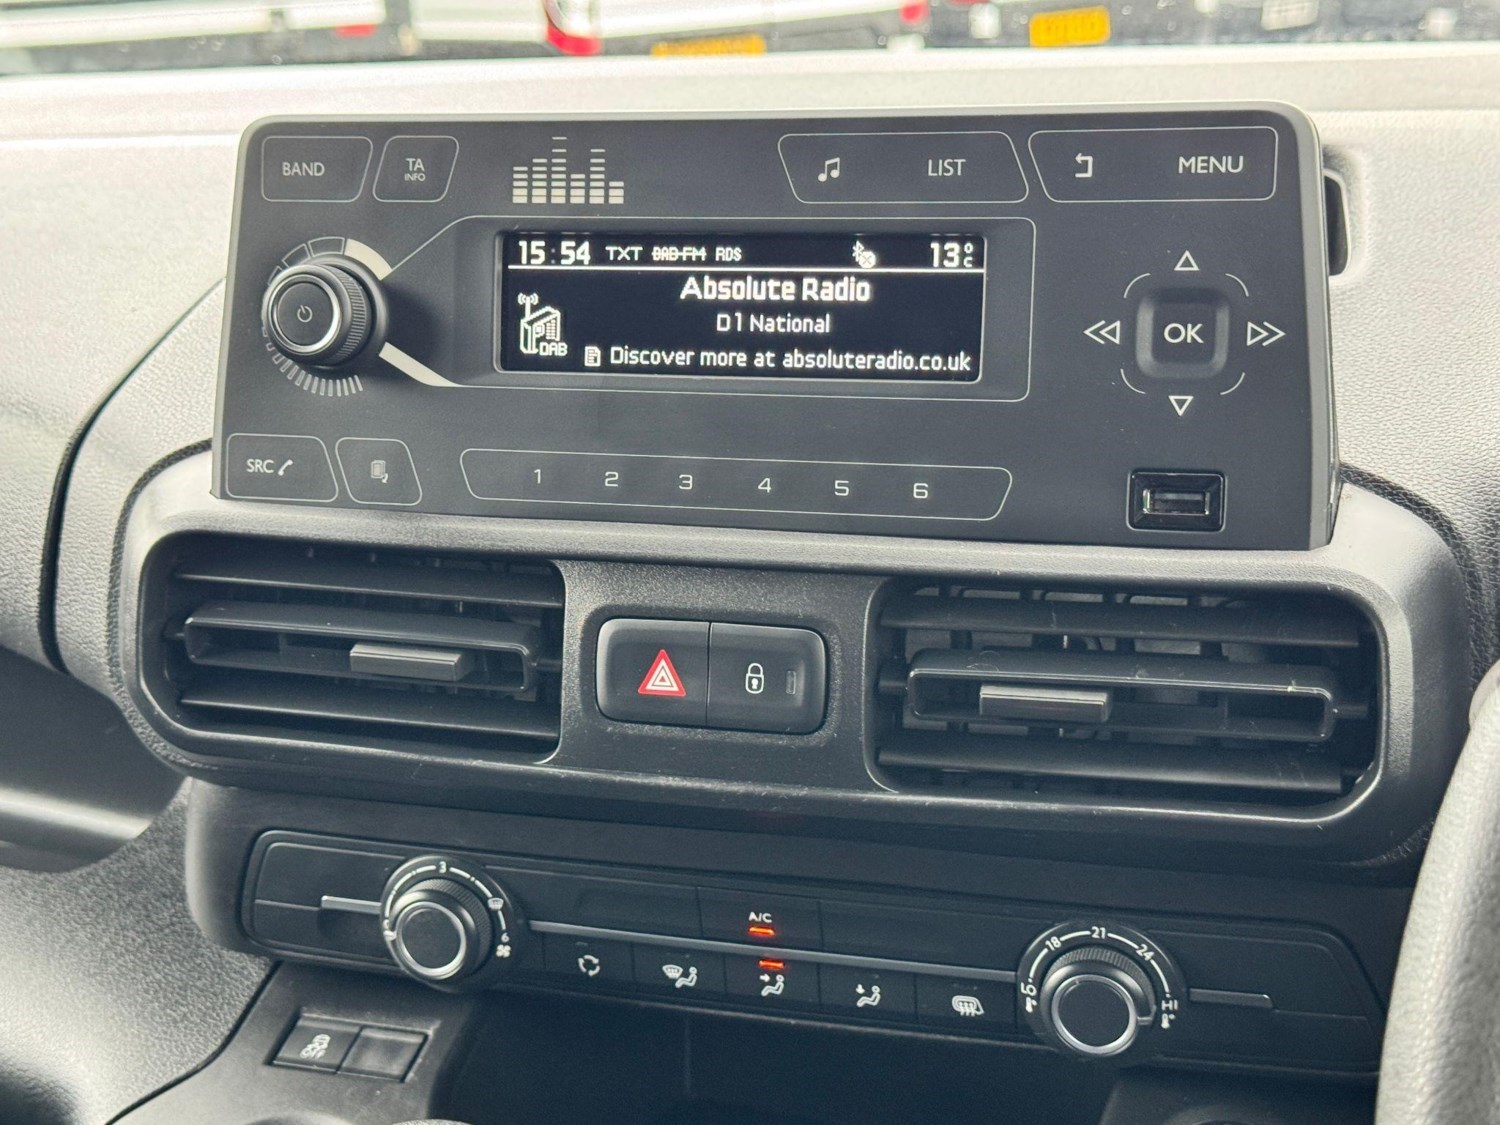 BAND
TA
INFO
LIST
MENU
15:54 TXT DAB-FM RDS 13°C
Absolute Radio
D1 National
DAB
Discover more at absoluteradio.co.uk
OK
SRC
1 2 3 4 5 6
3
6
A/C
18 21 24
HI